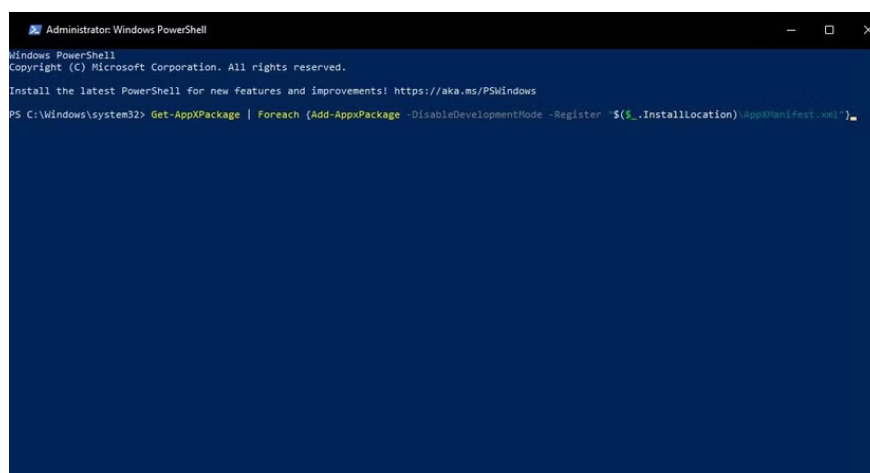 Administrator: Windows PowerShell
Windows PowerShell
Copyright (C) Microsoft Corporation. All rights reserved.
Install the latest PowerShell for new features and improvements! https://aka.ms/PSWindows
PS C:\Windows\system32> Get-AppXPackage | Foreach {Add-AppxPackage -DisableDevelopmentMode -Register "$($_.InstallLocation)\AppXManifest.xml"}